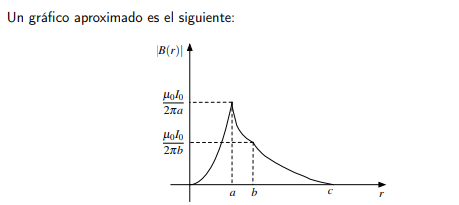 Un gráfico aproximado es el siguiente:
|B(r)|
μ₀I₀
2πa
μ₀I₀
2πb
a b c r